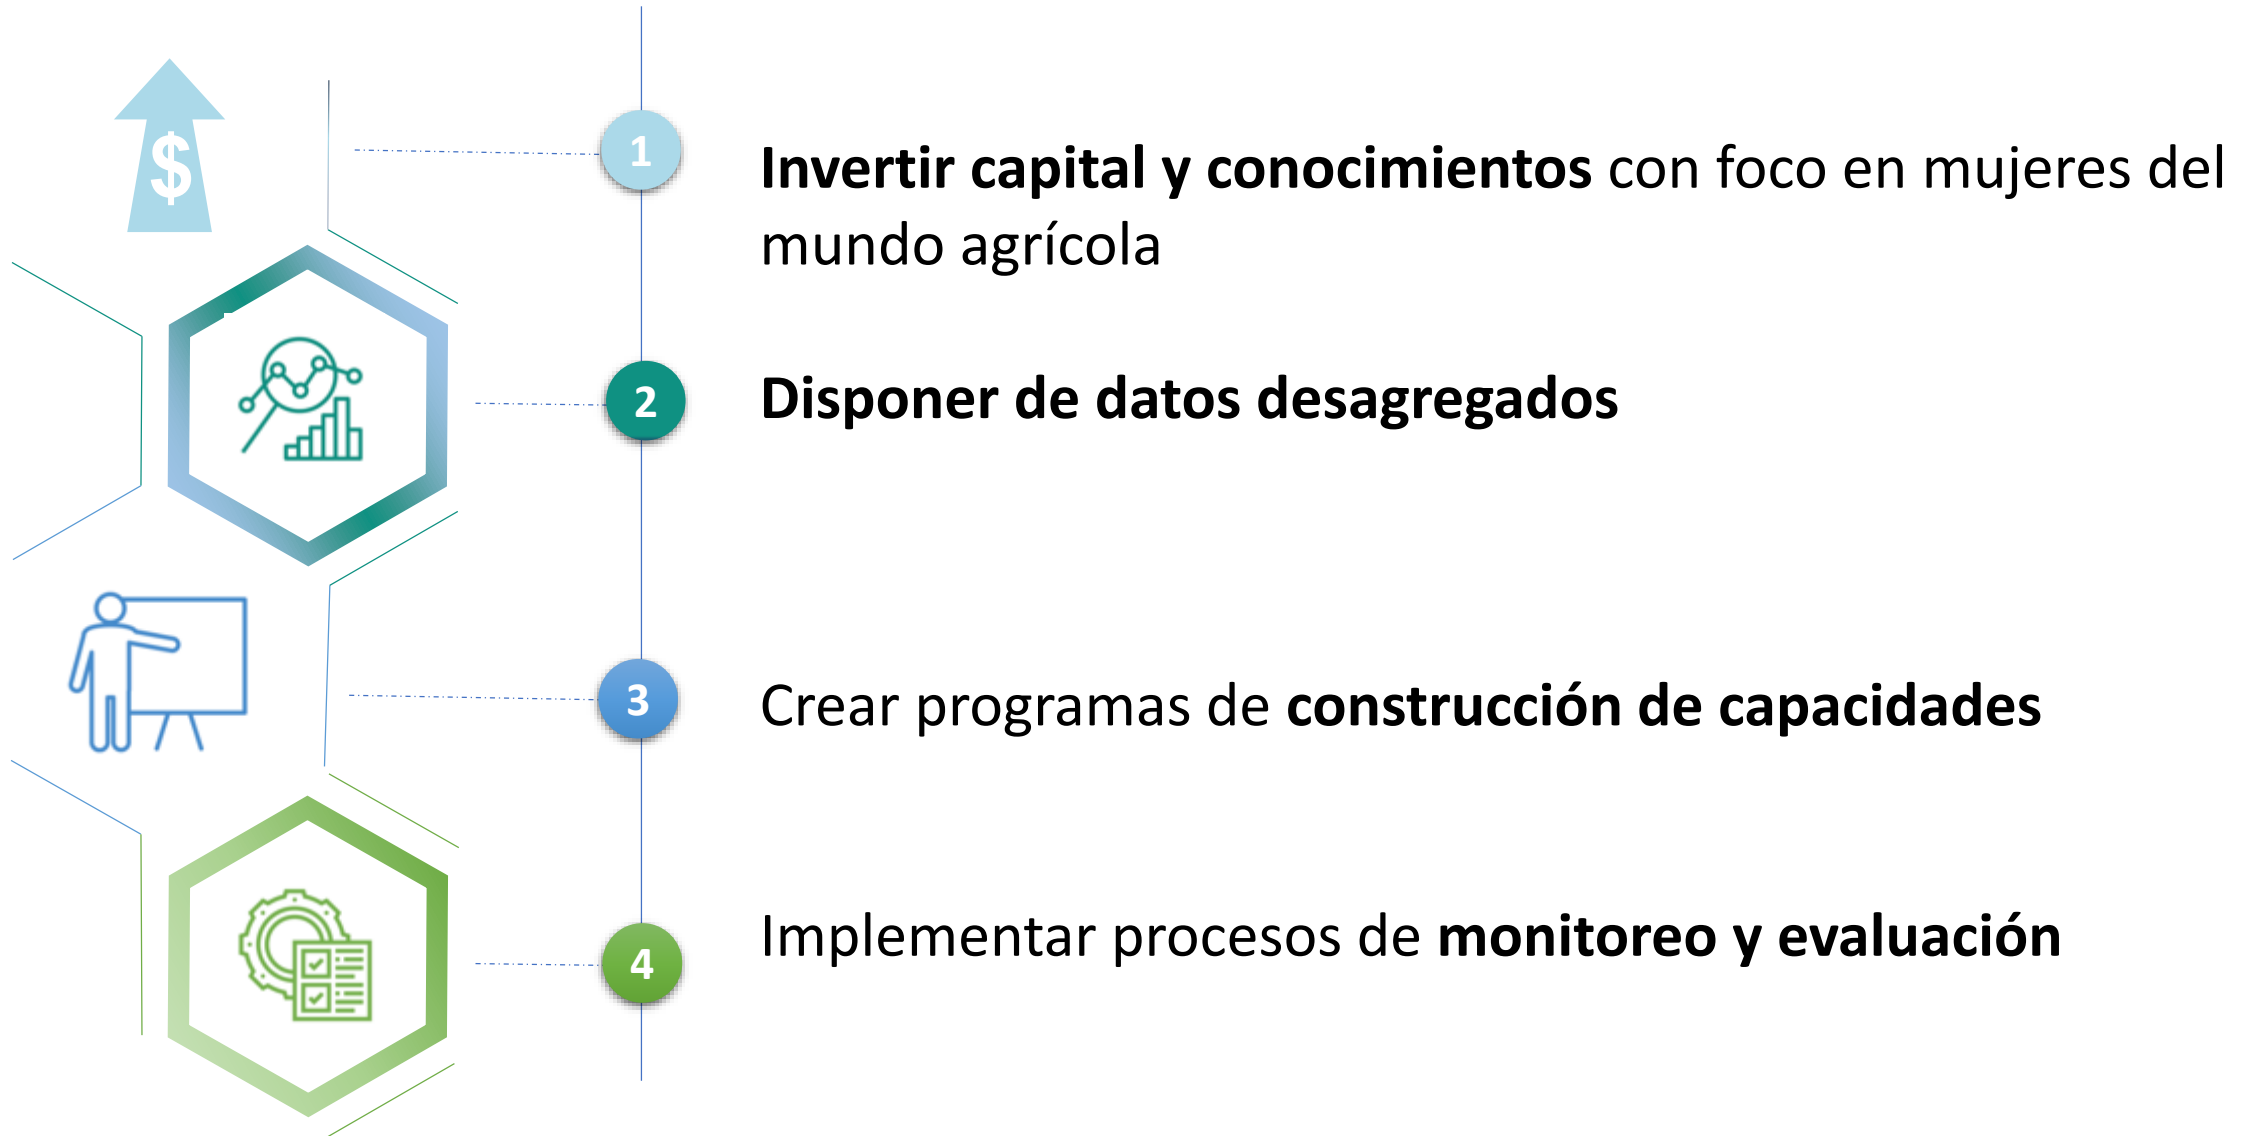 $
1
Invertir capital y conocimientos con foco en mujeres del
mundo agrícola
2
Disponer de datos desagregados
3
Crear programas de construcción de capacidades
4
Implementar procesos de monitoreo y evaluación